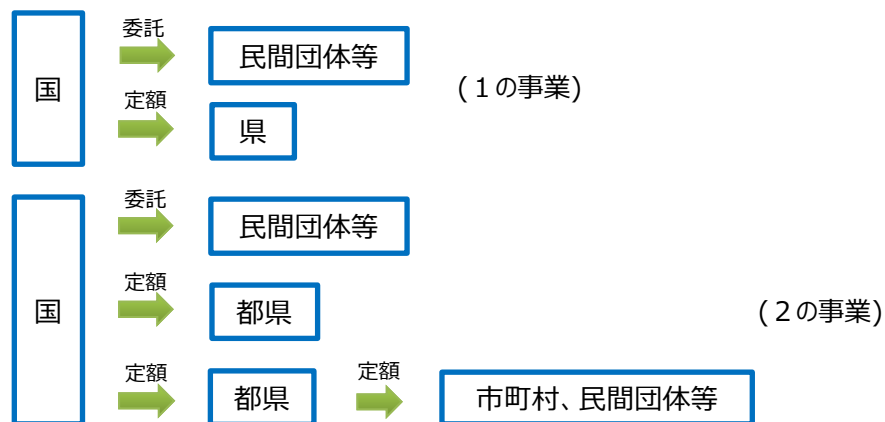 委託
民間団体等
国
(１の事業)
定額
県
委託
民間団体等
定額
国
都県
(２の事業)
定額
都県
定額
市町村、民間団体等